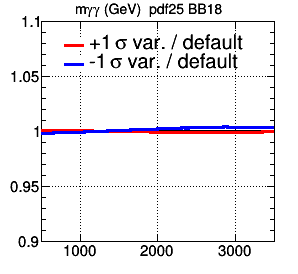 mγγ (GeV) pdf25 BB18
1.1
+1 σ var. / default
-1 σ var. / default
1.05
1
0.95
0.9
1000 2000 3000